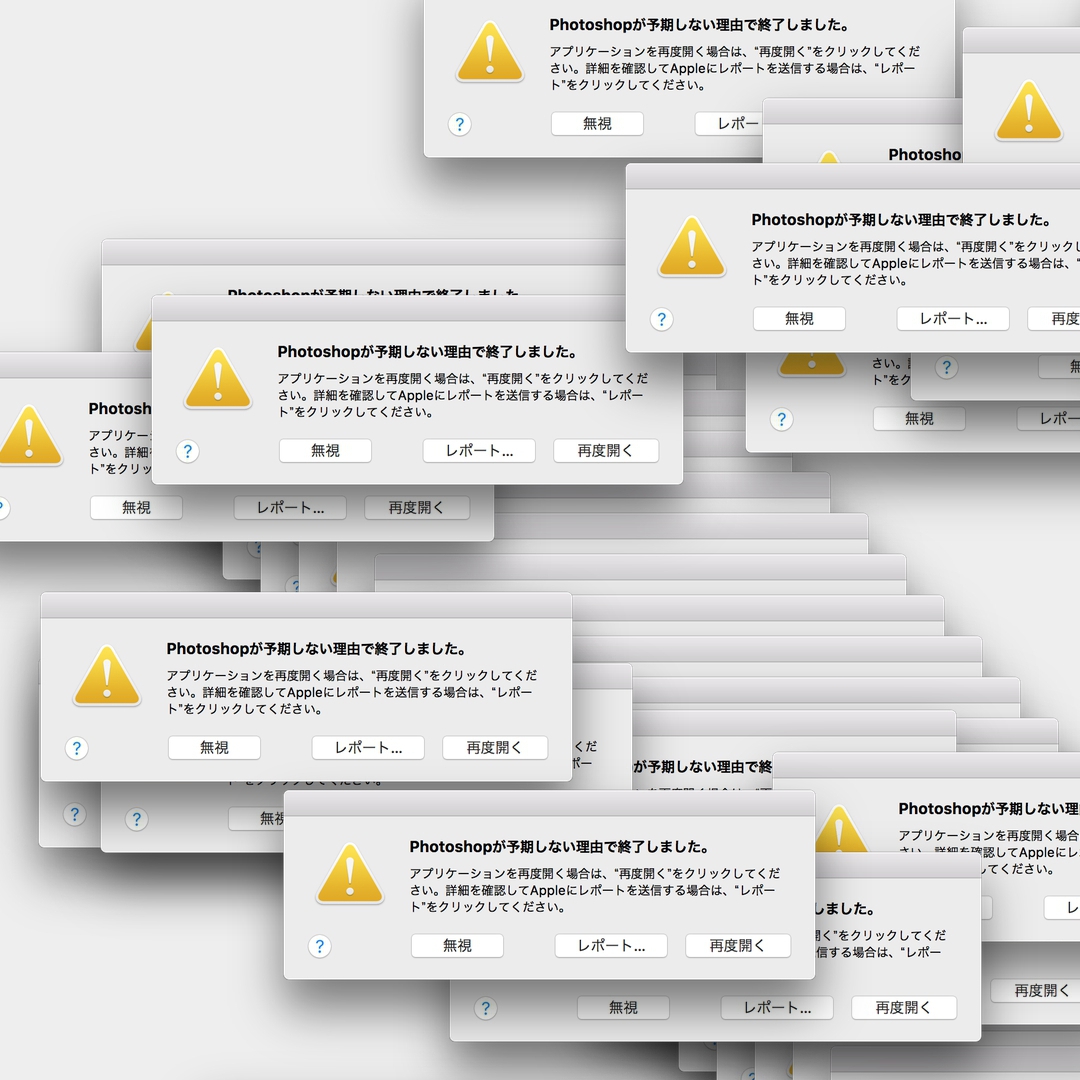 Photoshopが予期しない理由で終了しました。
アプリケーションを再度開く場合は、“再度開く”をクリックしてくだ
さい。詳細を確認してAppleにレポートを送信する場合は、“レポー
ト”をクリックしてください。
?
無視
レポー
Photosho
Photoshopが予期しない理由で終了しました。
アプリケーションを再度開く場合は、“再度開く”をクリックし
さい。詳細を確認してAppleにレポートを送信する場合は、“
ト”をクリックしてください。
?
無視
レポート...
再度
Photoshopが予期しない理由で終了しました
さい。
ト”をク
?
?
無視
レポー
Photoshopが予期しない理由で終了しました。
アプリケーションを再度開く場合は、“再度開く”をクリックしてくだ
さい。詳細を確認してAppleにレポートを送信する場合は、“レポー
ト”をクリックしてください。
?
無視
レポート...
再度開く
Photosh
アプリケー
さい。詳細
ト”をクリッ
?
無視
レポート...
再度開く
?
?
Photoshopが予期しない理由で終了しました。
アプリケーションを再度開く場合は、“再度開く”をクリックしてくだ
さい。詳細を確認してAppleにレポートを送信する場合は、“レポー
ト”をクリックしてください。
?
無視
レポート...
再度開く
くだ
ポー
ト”をクリックしてください。
?
?
無視
が予期しない理由で終
Photoshopが予期しない理
アプリケーションを再度開く場合
さい。詳細を確認してAppleにレ
してください。
レ
Photoshopが予期しない理由で終了しました。
アプリケーションを再度開く場合は、“再度開く”をクリックしてくだ
さい。詳細を確認してAppleにレポートを送信する場合は、“レポー
ト”をクリックしてください。
?
無視
レポート...
再度開く
しました。
開く”をクリックしてくだ
信する場合は、“レポー
?
無視
レポート...
再度開く
再度開く